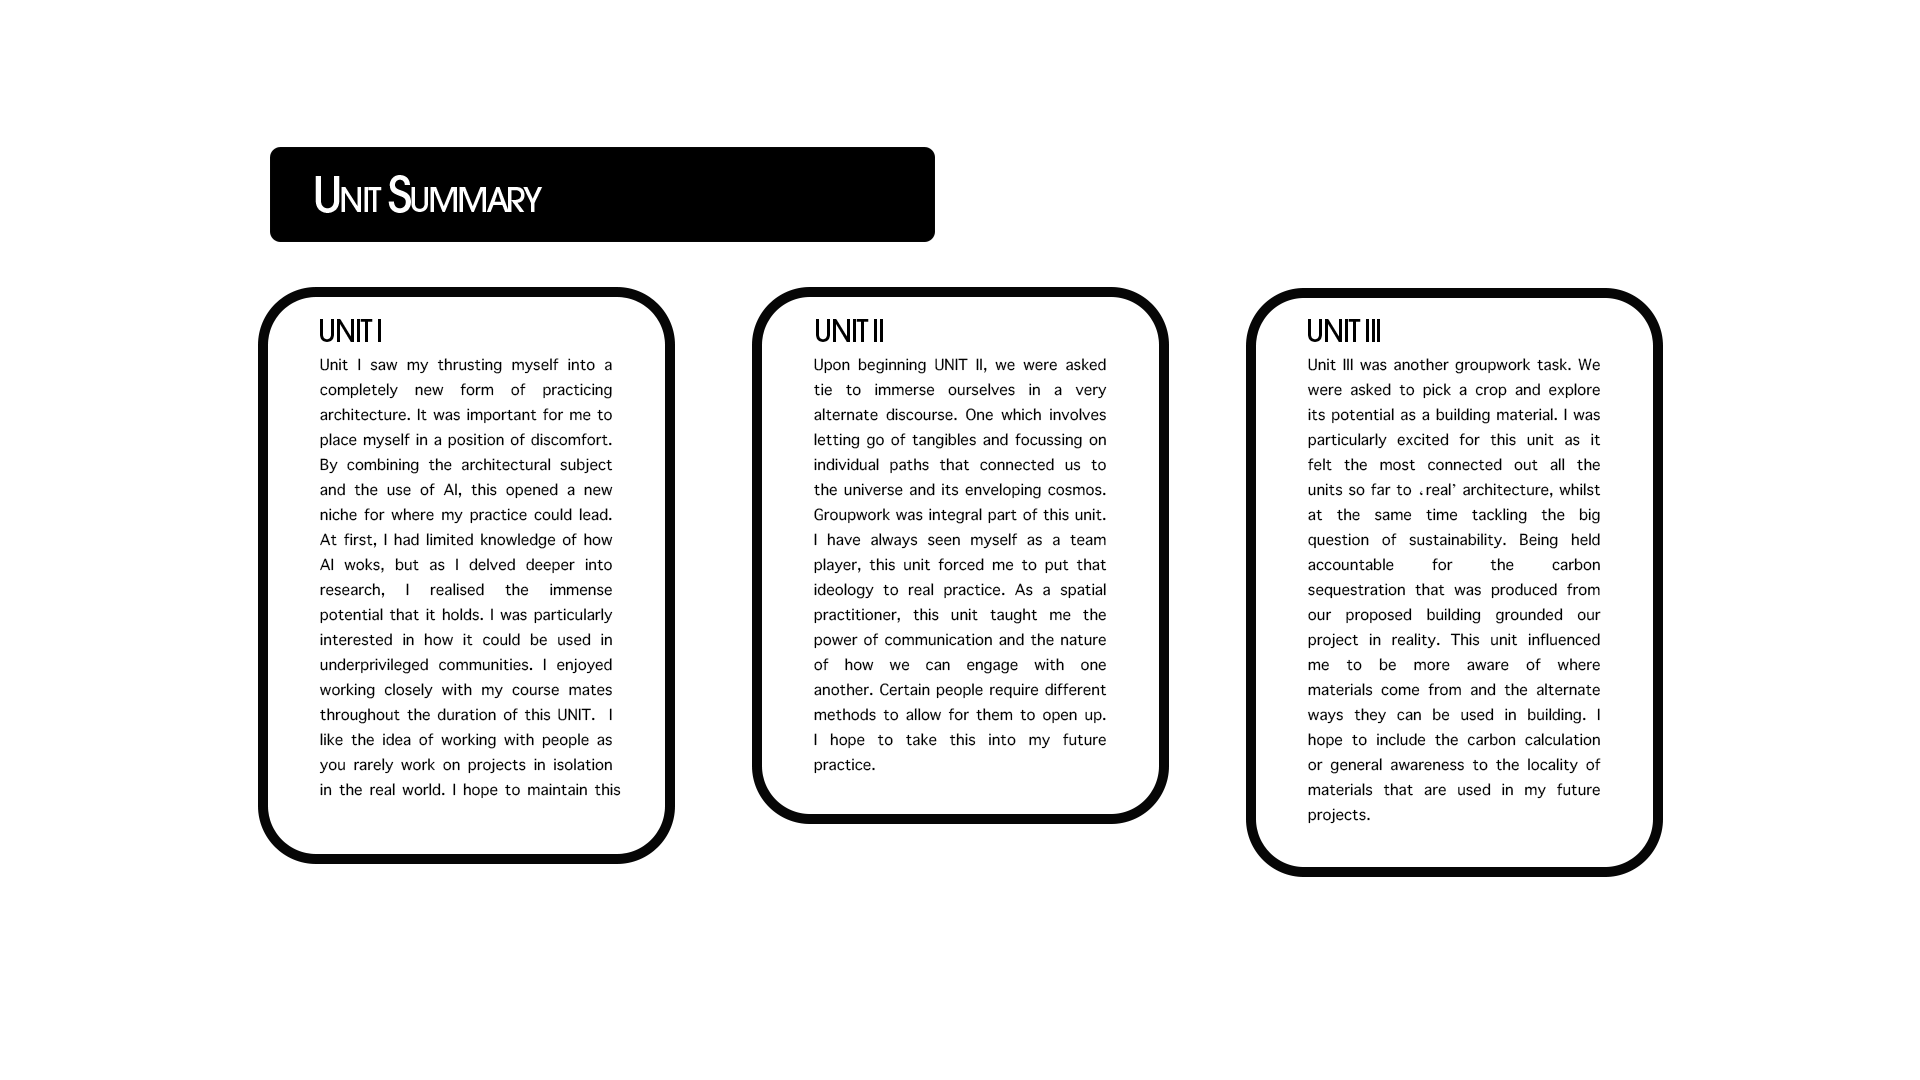 Unit Summary
UNIT I
Unit I saw my thrusting myself into a
completely new form of practicing
architecture. It was important for me to
place myself in a position of discomfort.
By combining the architectural subject
and the use of AI, this opened a new
niche for where my practice could lead.
At first, I had limited knowledge of how
AI woks, but as I delved deeper into
research, I realised the immense
potential that it holds. I was particularly
interested in how it could be used in
underprivileged communities. I enjoyed
working closely with my course mates
throughout the duration of this UNIT. I
like the idea of working with people as
you rarely work on projects in isolation
in the real world. I hope to maintain this
UNIT II
Upon beginning UNIT II, we were asked
tie to immerse ourselves in a very
alternate discourse. One which involves
letting go of tangibles and focussing on
individual paths that connected us to
the universe and its enveloping cosmos.
Groupwork was integral part of this unit.
I have always seen myself as a team
player, this unit forced me to put that
ideology to real practice. As a spatial
practitioner, this unit taught me the
power of communication and the nature
of how we can engage with one
another. Certain people require different
methods to allow for them to open up.
I hope to take this into my future
practice.
UNIT III
Unit III was another groupwork task. We
were asked to pick a crop and explore
its potential as a building material. I was
particularly excited for this unit as it
felt the most connected out all the
units so far to ˛real’ architecture, whilst
at the same time tackling the big
question of sustainability. Being held
accountable for the carbon
sequestration that was produced from
our proposed building grounded our
project in reality. This unit influenced
me to be more aware of where
materials come from and the alternate
ways they can be used in building. I
hope to include the carbon calculation
or general awareness to the locality of
materials that are used in my future
projects.